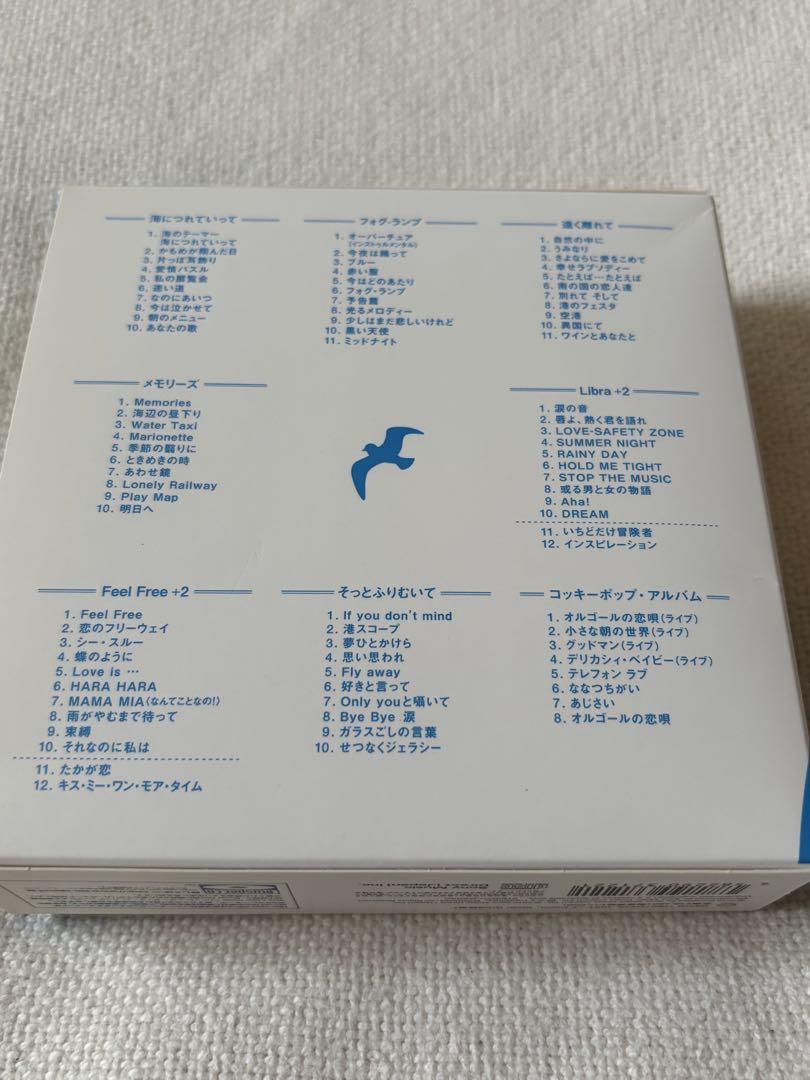 海につれていって
1. 海のテーマー
海につれていって
2. かもめが翔んだ日
3. 片っぽ耳飾り
4. 愛情パズル
5. 私の展覧会
6. 迷い道
7. なのにあいつ
8. 今は泣かせて
9. 朝のメニュー
10. あなたの歌
フォグ・ランプ
1. オーバーチュア
(インストゥルメンタル)
2. 今夜は踊って
3. ブルー
4. 赤い靴
5. 今はどのあたり
6. フォグ・ランプ
7. 予告篇
8. 光るメロディー
9. 少しはまだ悲しいけれど
10. 黒い天使
11. ミッドナイト
遠く離れて
1. 自然の中に
2. うみなり
3. さよならに愛をこめて
4. 幸せラプソディー
5. たとえば…たとえば
6. 南の国の恋人達
7. 別れて そして
8. 港のフェスタ
9. 空港
10. 異国にて
11. ワインとあなたと
メモリーズ
1. Memories
2. 海辺の昼下り
3. Water Taxi
4. Marionette
5. 季節の翳りに
6. ときめきの時
7. あわせ鏡
8. Lonely Railway
9. Play Map
10. 明日へ
Libra +2
1. 涙の音
2. 唇よ、熱く君を語れ
3. LOVE-SAFETY ZONE
4. SUMMER NIGHT
5. RAINY DAY
6. HOLD ME TIGHT
7. STOP THE MUSIC
8. 或る男と女の物語
9. Aha!
10. DREAM
11. いちどだけ冒険者
12. インスピレーション
Feel Free +2
1. Feel Free
2. 恋のフリーウェイ
3. シー・スルー
4. 蝶のように
5. Love is …
6. HARA HARA
7. MAMA MIA(なんてことなの!)
8. 雨がやむまで待って
9. 束縛
10. それなのに私は
11. たかが恋
12. キス・ミー・ワン・モア・タイム
そっとふりむいて
1. If you don't mind
2. 港スコープ
3. 夢ひとかけら
4. 思い思われ
5. Fly away
6. 好きと言って
7. Only youと囁いて
8. Bye Bye 涙
9. ガラスごしの言葉
10. せつなくジェラシー
コッキーポップ・アルバム
1. オルゴールの恋唄(ライブ)
2. 小さな朝の世界(ライブ)
3. グッドマン(ライブ)
4. デリカシィ・ベイビー(ライブ)
5. テレフォン ラブ
6. ななつちがい
7. あじさい
8. オルゴールの恋唄